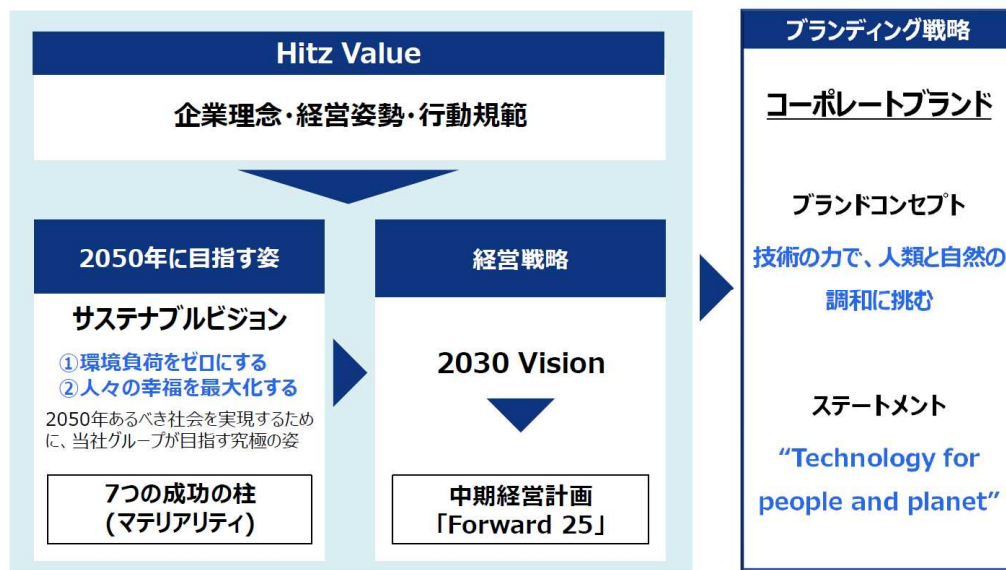 Hitz Value
企業理念・経営姿勢・行動規範
2050年に目指す姿
サステナブルビジョン
①環境負荷をゼロにする
②人々の幸福を最大化する
2050年あるべき社会を実現するため
に、当社グループが目指す究極の姿
7つの成功の柱
(マテリアリティ)
経営戦略
2030 Vision
中期経営計画
「Forward 25」
ブランディング戦略
コーポレートブランド
ブランドコンセプト
技術の力で、人類と自然の
調和に挑む
ステートメント
“Technology for
people and planet”